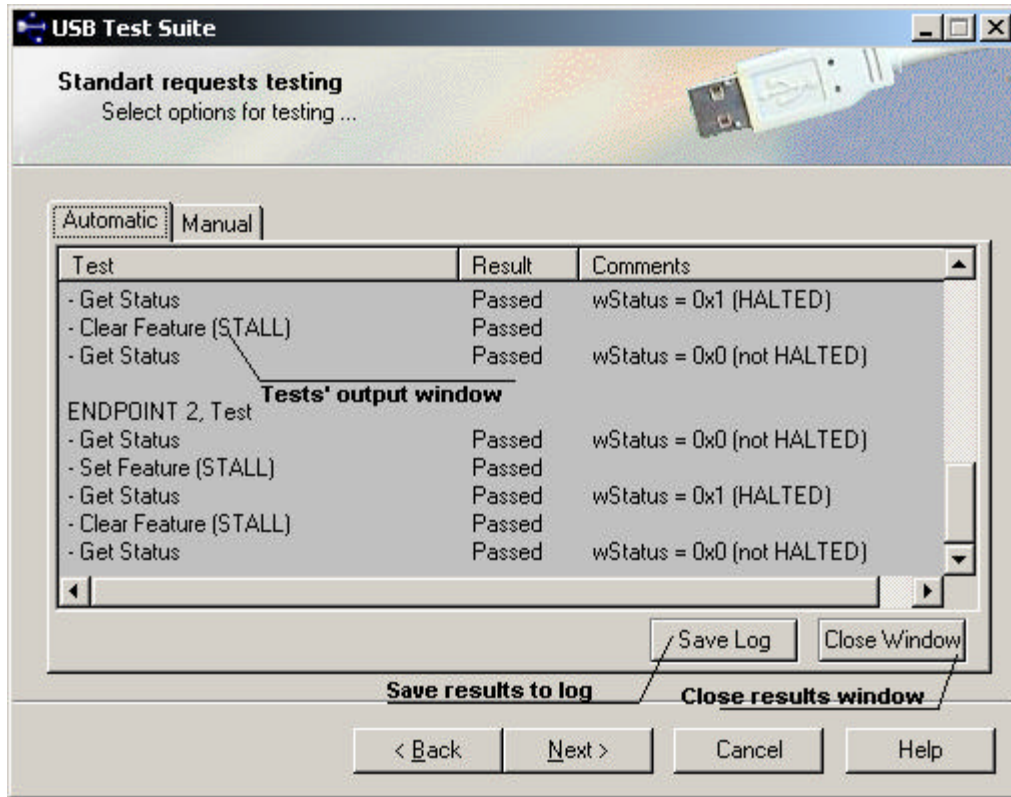 USB Test Suite
Standart requests testing
Select options for testing ...
Automatic Manual
Test Result Comments
- Get Status Passed wStatus = 0x1 (HALTED)
- Clear Feature (STALL) Passed
- Get Status Passed wStatus = 0x0 (not HALTED)
Tests' output window
ENDPOINT 2, Test
- Get Status Passed wStatus = 0x0 (not HALTED)
- Set Feature (STALL) Passed
- Get Status Passed wStatus = 0x1 (HALTED)
- Clear Feature (STALL) Passed
- Get Status Passed wStatus = 0x0 (not HALTED)
Save Log Close Window
Save results to log Close results window
< Back Next > Cancel Help